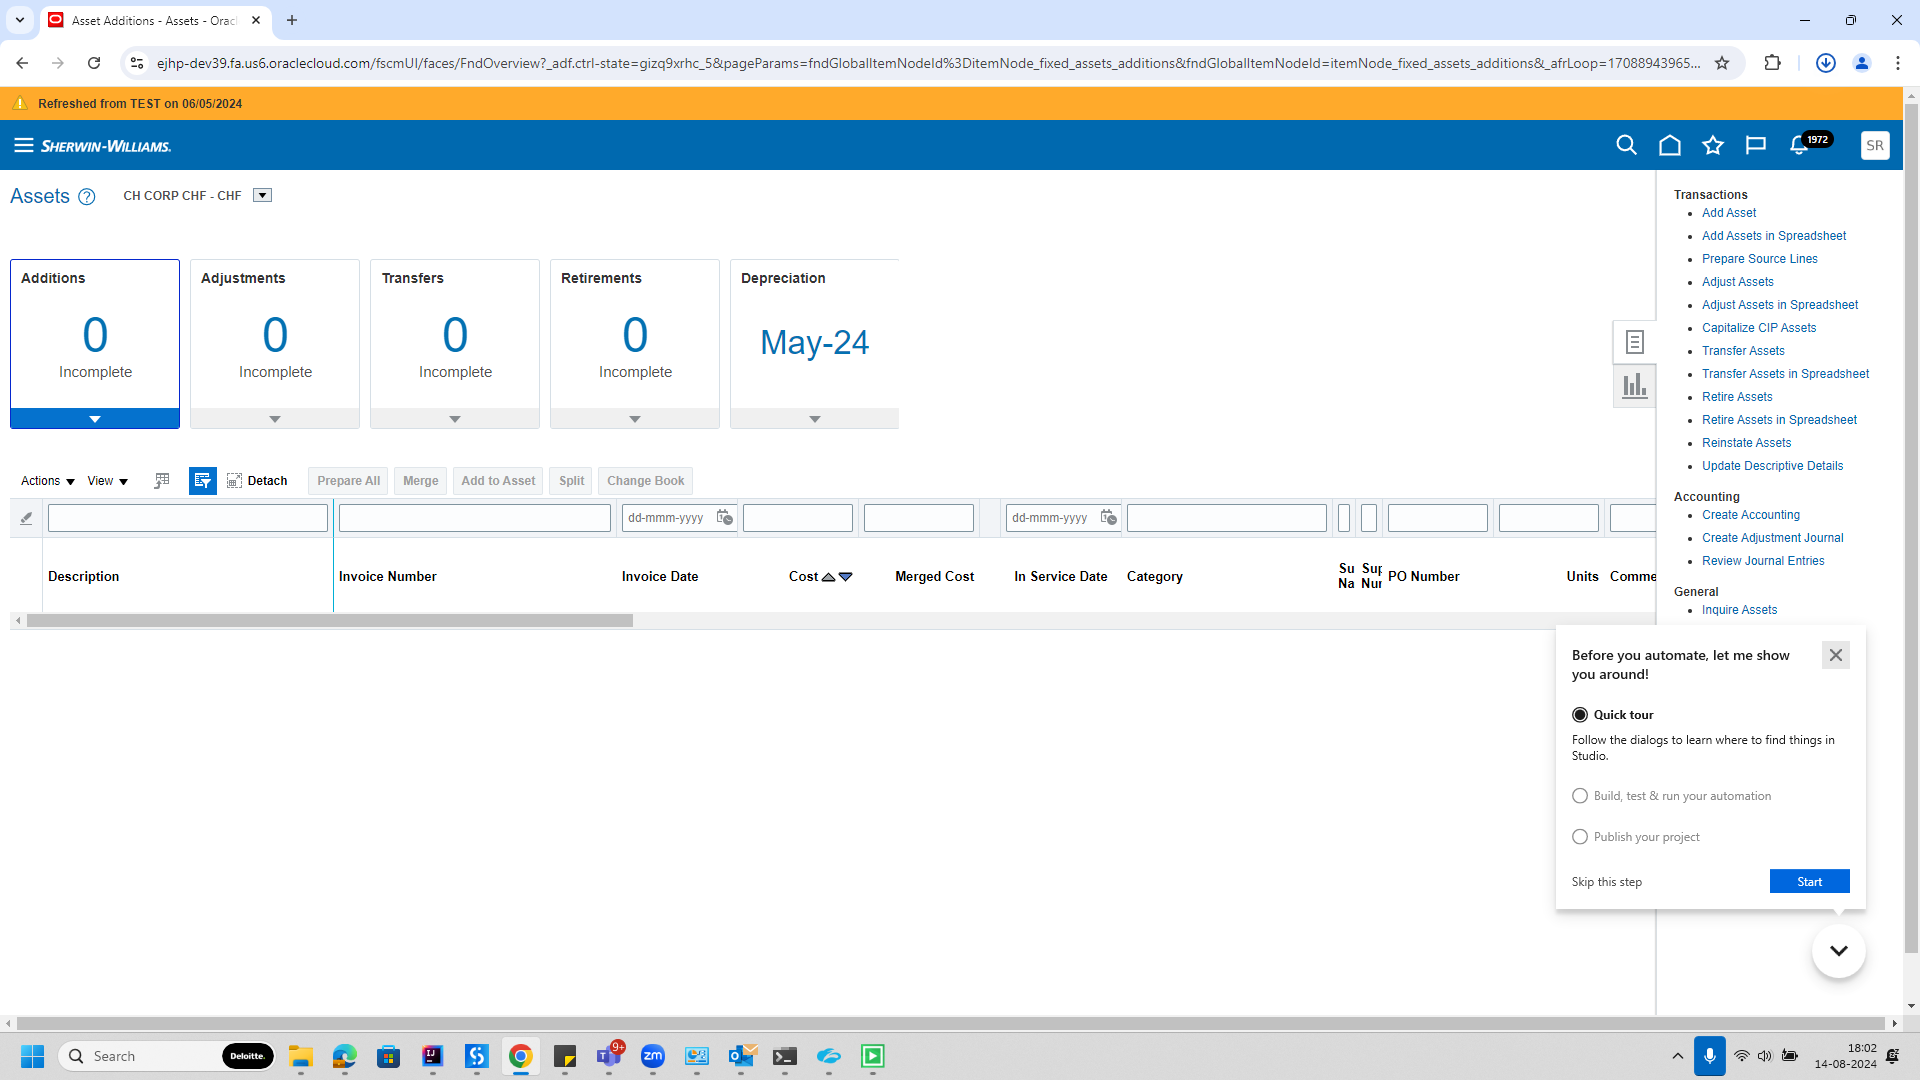 Asset Additions - Assets - Orac
ejhp-dev39.fa.us6.oraclecloud.com/fscmUI/faces/FndOverview?_adf.ctrl-state=gizq9xrhc_5&pageParams=fndGlobalItemNodeId%3DitemNode_fixed_assets_additions&fndGlobalItemNodeId=itemNode_fixed_assets_additions&_afrLoop=17088943965...
Refreshed from TEST on 06/05/2024
SHERWIN-WILLIAMS.
1972
SR
Assets
CH CORP CHF - CHF
Additions
0
Incomplete
Adjustments
0
Incomplete
Transfers
0
Incomplete
Retirements
0
Incomplete
Depreciation
May-24
Actions View Detach Prepare All Merge Add to Asset Split Change Book
dd-mmm-yyyy dd-mmm-yyyy
Description Invoice Number Invoice Date Cost Merged Cost In Service Date Category Su Na Sup Nur PO Number Units Comme
Transactions
Add Asset
Add Assets in Spreadsheet
Prepare Source Lines
Adjust Assets
Adjust Assets in Spreadsheet
Capitalize CIP Assets
Transfer Assets
Transfer Assets in Spreadsheet
Retire Assets
Retire Assets in Spreadsheet
Reinstate Assets
Update Descriptive Details
Accounting
Create Accounting
Create Adjustment Journal
Review Journal Entries
General
Inquire Assets
Before you automate, let me show
you around!
Quick tour
Follow the dialogs to learn where to find things in
Studio.
Build, test & run your automation
Publish your project
Skip this step
Start
Search
Deloitte.
9+
zm
18:02
14-08-2024